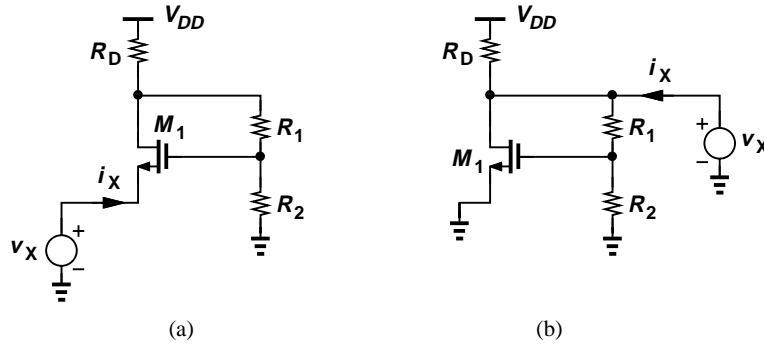 V_DD
R_D
M_1
R_1
i_X
R_2
v_X
+
−
(a)
V_DD
R_D
i_X
R_1
+
−
v_X
M_1
R_2
(b)